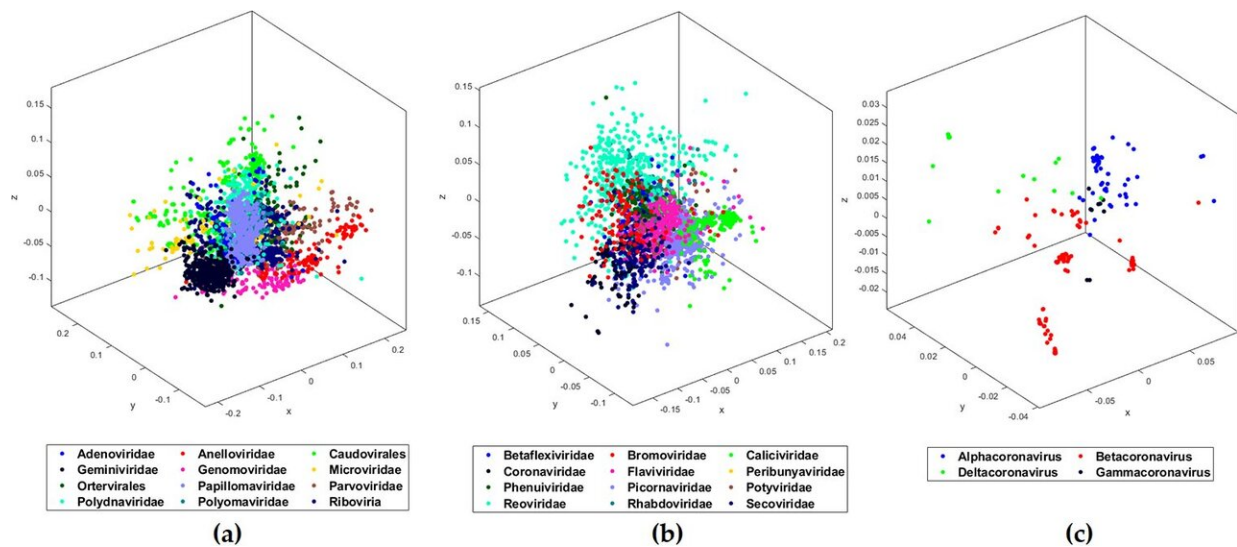 0.15
0.1
0.05
0
-0.05
-0.1
z
0.2
0.1
0
-0.1
y
-0.2
-0.1
0
0.1
0.2
x
Adenoviridae Anelloviridae Caudovirales
Geminiviridae Genomoviridae Microviridae
Ortervirales Papillomaviridae Parvoviridae
Polydnaviridae Polyomaviridae Riboviria
(a)
0.15
0.1
0.05
0
-0.05
-0.1
z
0.15
0.1
0.05
0
-0.05
-0.1
y
-0.15
-0.1
-0.05
0
0.05
0.1
0.15
0.2
x
Betaflexiviridae Bromoviridae Caliciviridae
Coronaviridae Flaviviridae Peribunyaviridae
Phenuiviridae Picornaviridae Potyviridae
Reoviridae Rhabdoviridae Secoviridae
(b)
0.03
0.025
0.02
0.015
0.01
0.005
0
-0.005
-0.01
-0.015
-0.02
z
0.04
0.02
0
-0.02
-0.04
y
-0.05
0
0.05
x
Alphacoronavirus Betacoronavirus
Deltacoronavirus Gammacoronavirus
(c)